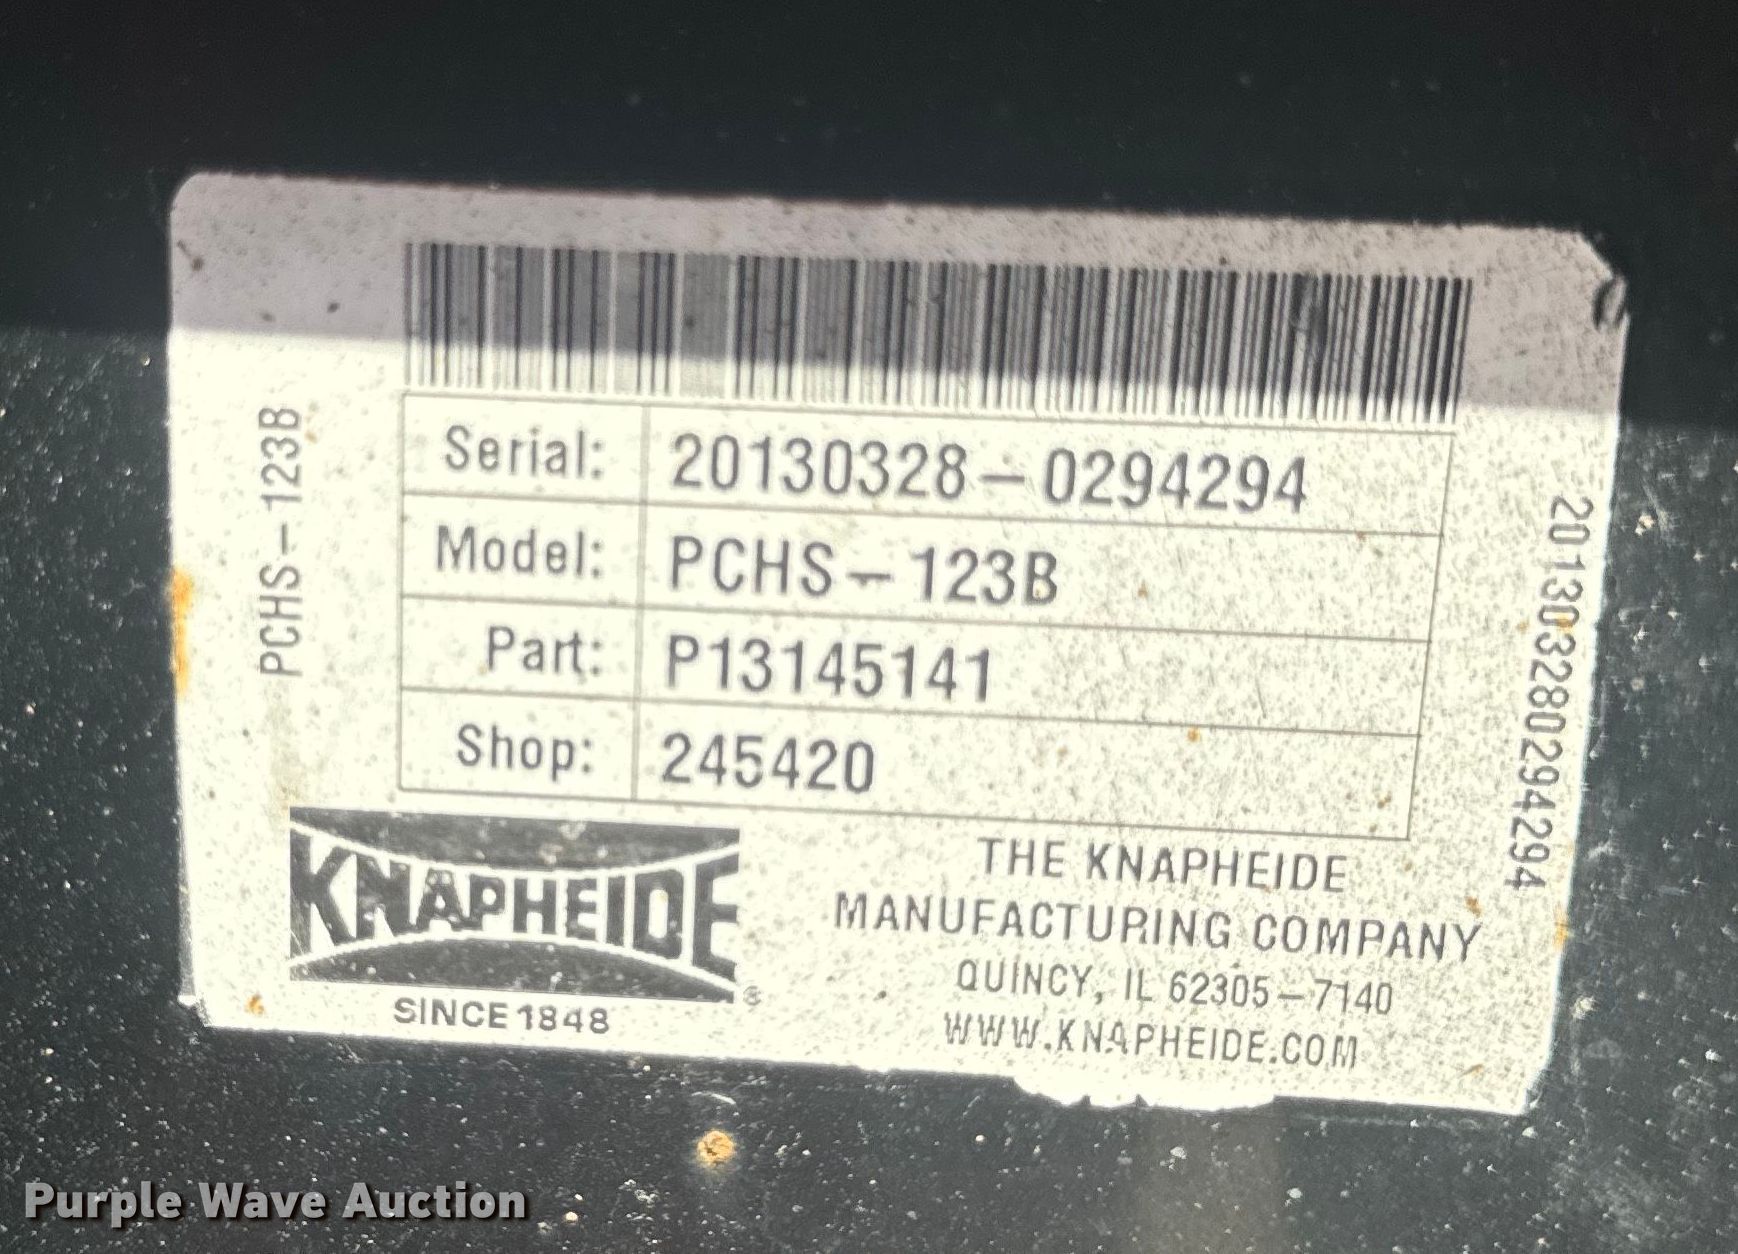 PCHS-123B
Serial: 20130328-0294294
Model: PCHS-123B
Part: P13145141
Shop: 245420
201303280294294
KNAPHEIDE
®
SINCE 1848
THE KNAPHEIDE
MANUFACTURING COMPANY
QUINCY, IL 62305-7140
WWW.KNAPHEIDE.COM
Purple Wave Auction